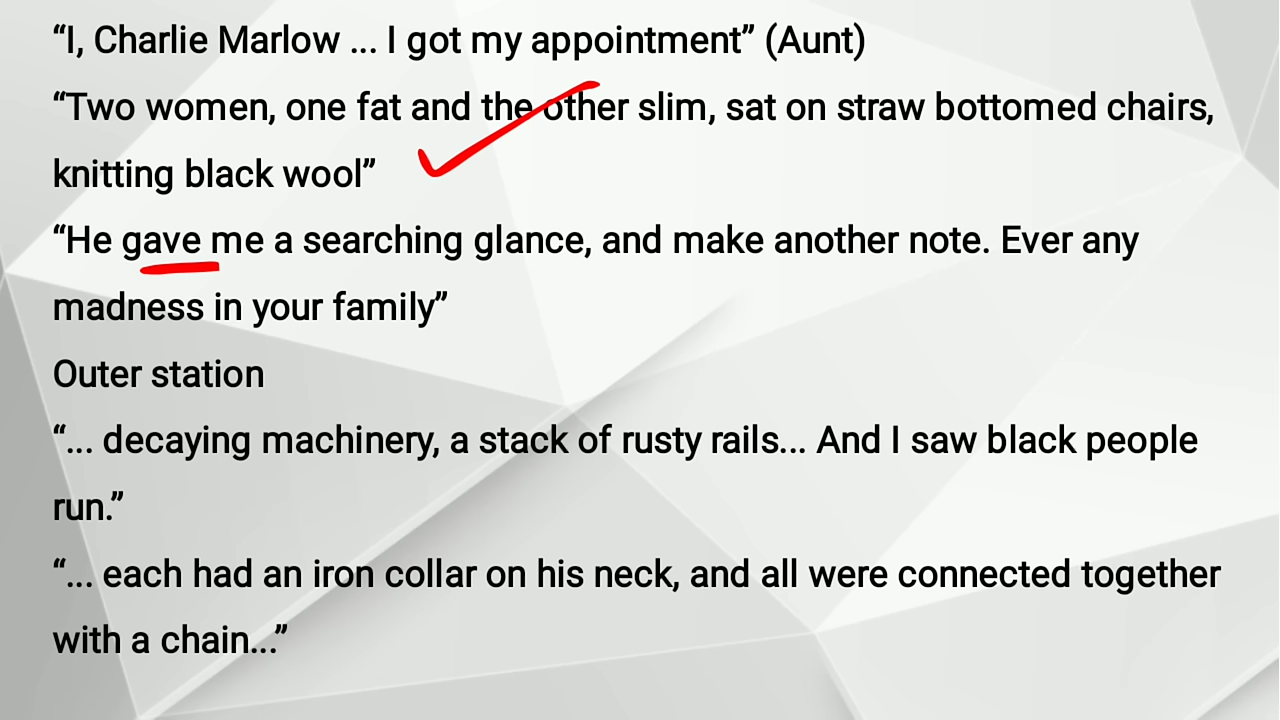 “I, Charlie Marlow ... I got my appointment” (Aunt)
“Two women, one fat and the other slim, sat on straw bottomed chairs,
knitting black wool”
“He gave me a searching glance, and make another note. Ever any
madness in your family”
Outer station
“... decaying machinery, a stack of rusty rails... And I saw black people
run.”
“... each had an iron collar on his neck, and all were connected together
with a chain...”